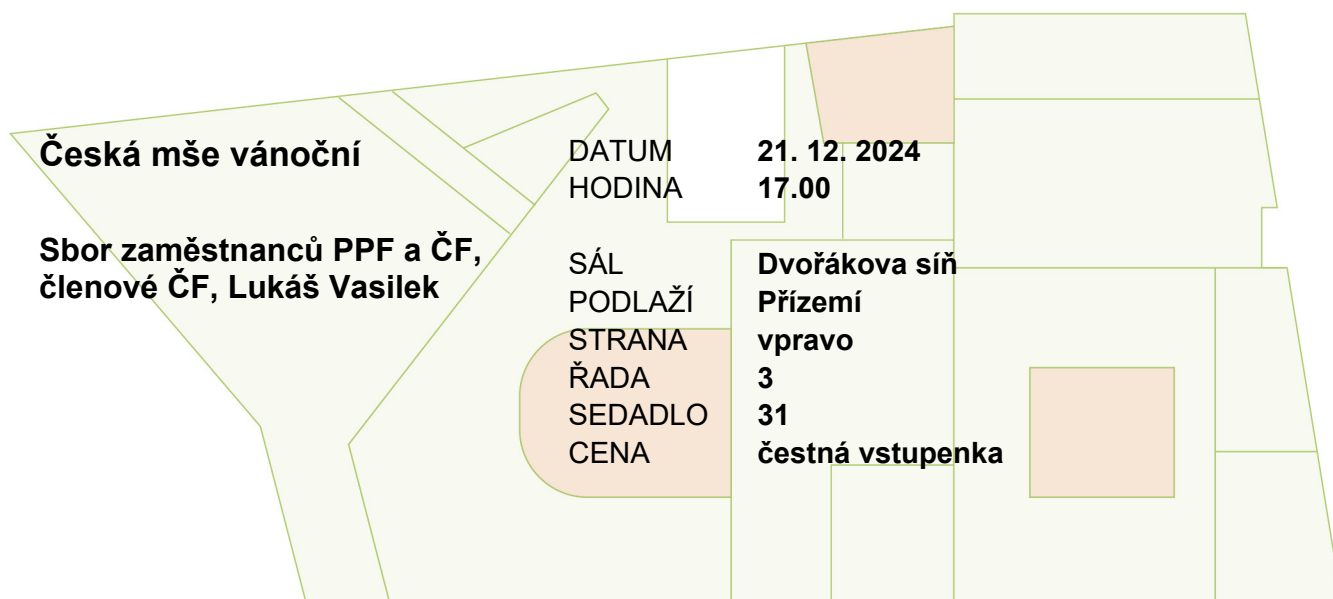 Česká mše vánoční
Sbor zaměstnanců PPF a ČF,
členové ČF, Lukáš Vasilek
DATUM 21. 12. 2024
HODINA 17.00
SÁL Dvořákova síň
PODLAŽÍ Přízemí
STRANA vpravo
ŘADA 3
SEDADLO 31
CENA čestná vstupenka